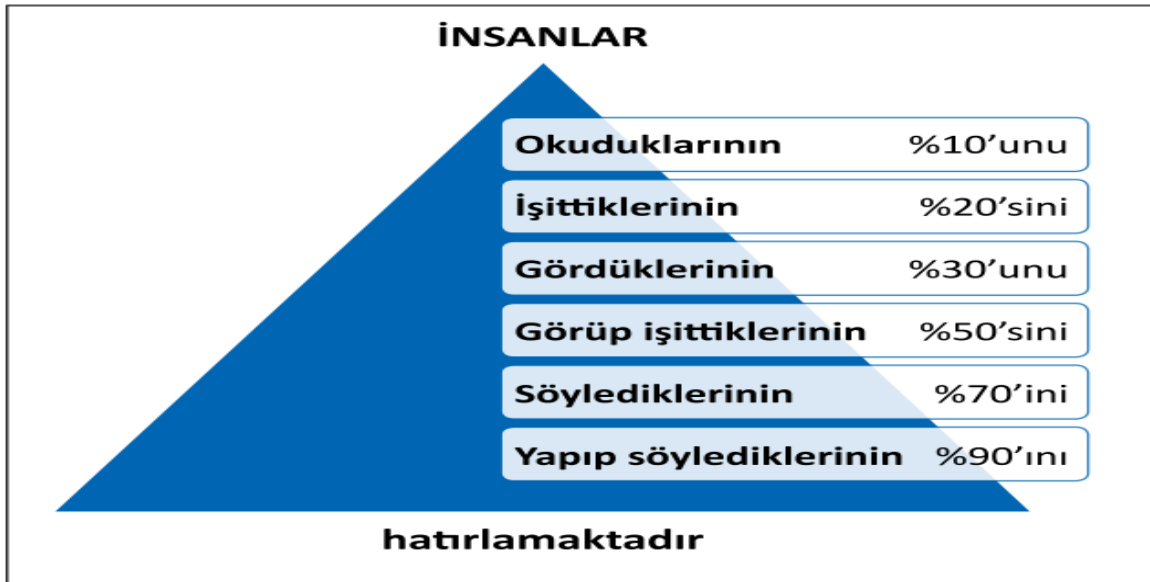 İNSANLAR
Okuduklarının %10’unu
İşittiklerinin %20’sini
Gördüklerinin %30’unu
Görüp işittiklerinin %50’sini
Söylediklerinin %70’ini
Yapıp söylediklerinin %90’ını
hatırlamaktadır